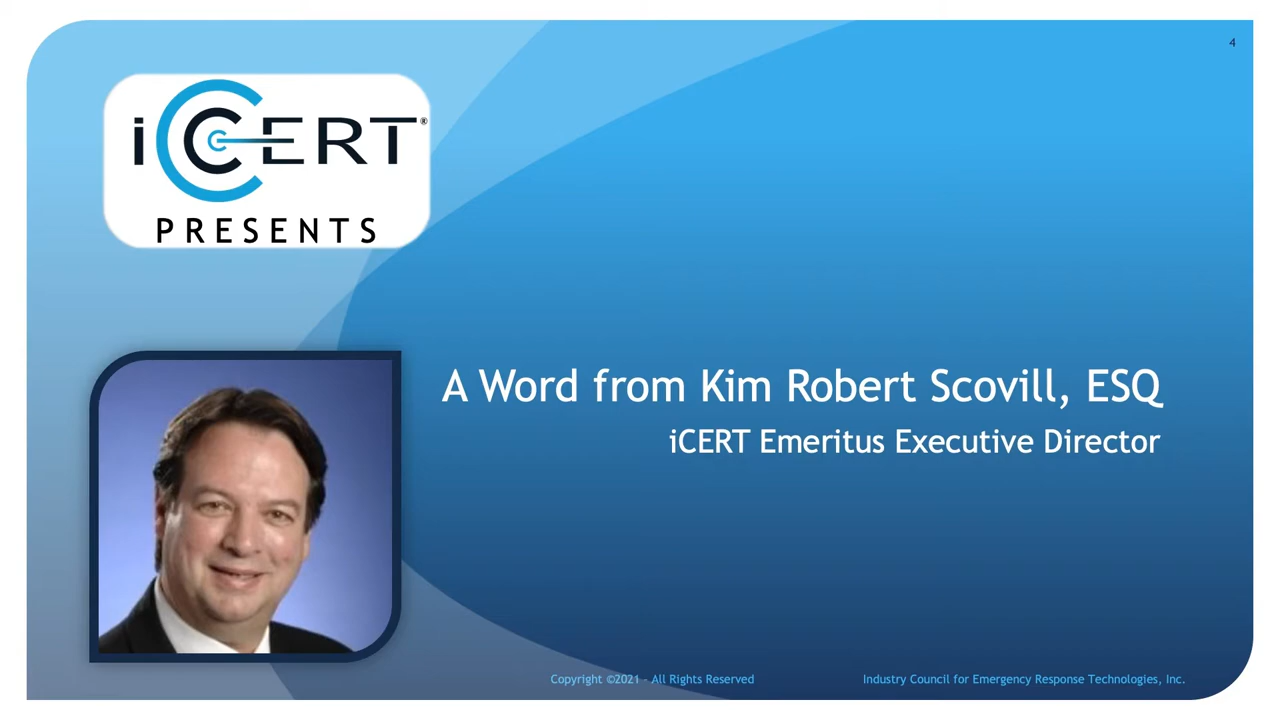 4
iCERT®
PRESENTS
A Word from Kim Robert Scovill, ESQ
iCERT Emeritus Executive Director
Copyright ©2021 – All Rights Reserved
Industry Council for Emergency Response Technologies, Inc.